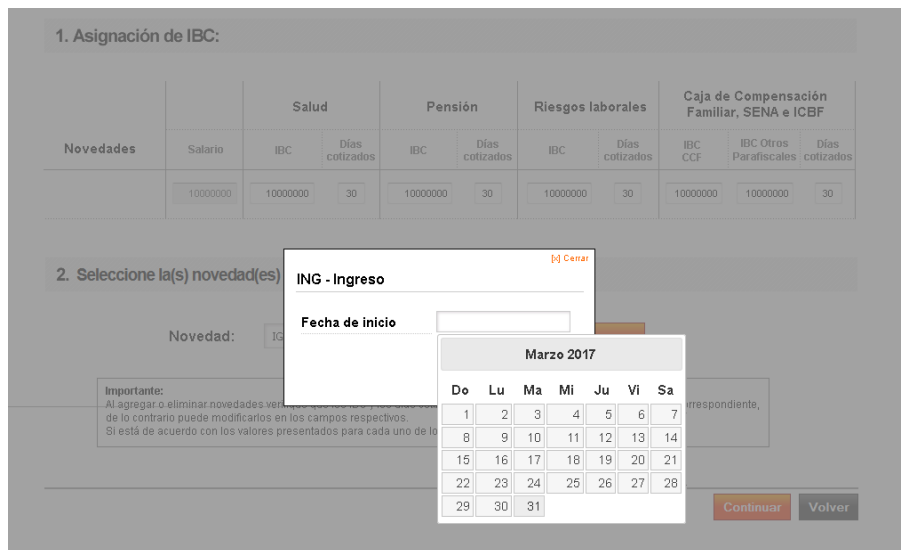 1. Asignación de IBC:
Salud Pensión Riesgos laborales Caja de Compensación
Familiar, SENA e ICBF
Novedades Salario IBC Días cotizados IBC Días cotizados IBC Días cotizados IBC CCF IBC Otros Parafiscales Días cotizados
10000000 10000000 30 10000000 30 10000000 30 10000000 10000000 30
2. Seleccione la(s) novedad(es)
[x] Cerrar
ING - Ingreso
Fecha de inicio
Novedad:
Marzo 2017
Do Lu Ma Mi Ju Vi Sa
1 2 3 4 5 6 7
8 9 10 11 12 13 14
15 16 17 18 19 20 21
22 23 24 25 26 27 28
29 30 31
Importante:
Al agregar o eliminar novedades orrespondiente,
de lo contrario puede modificarlos en los campos respectivos.
Si está de acuerdo con los valores presentados para cada uno de lo
Continuar Volver